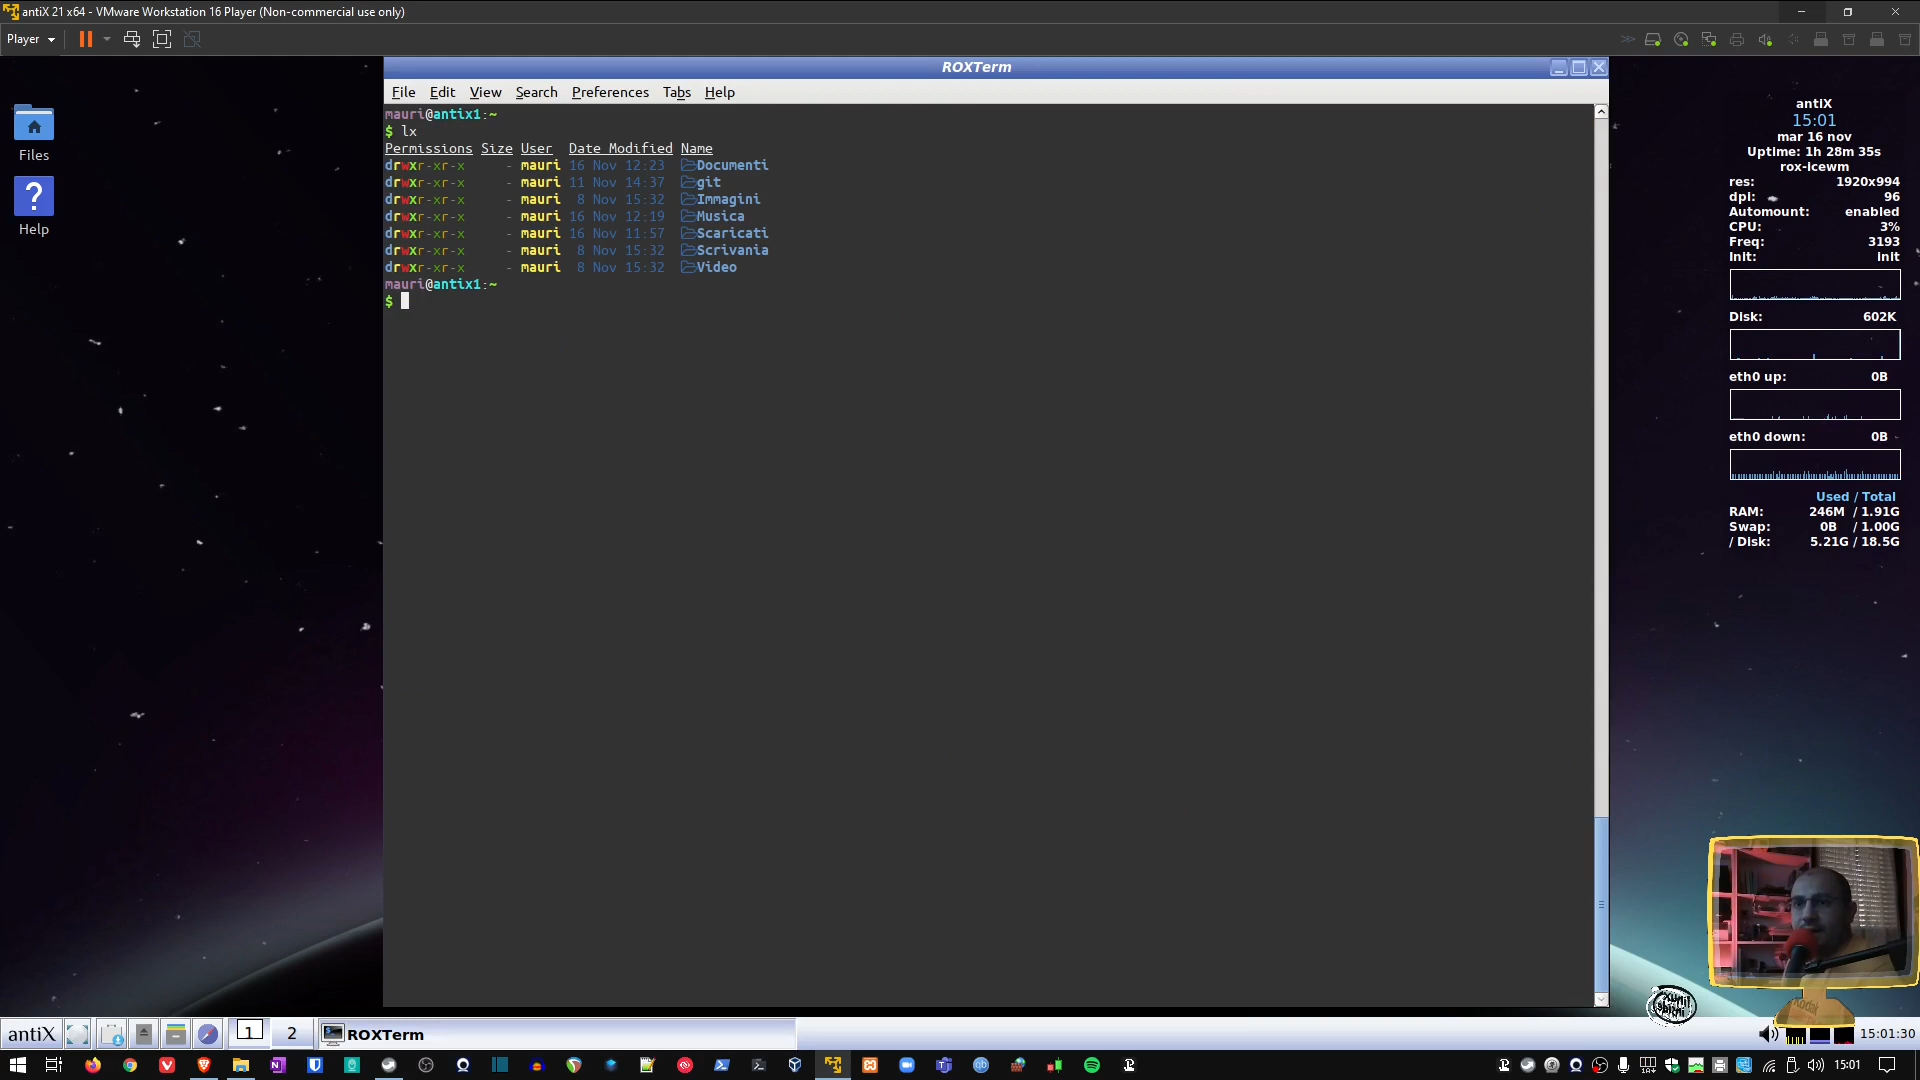 antiX 21 x64 - VMware Workstation 16 Player (Non-commercial use only)
Player
ROXTerm
File Edit View Search Preferences Tabs Help
mauri@antix1:~
$ lx
Permissions Size User Date Modified Name
drwxr-xr-x - mauri 16 Nov 12:23 Documenti
drwxr-xr-x - mauri 11 Nov 14:37 git
drwxr-xr-x - mauri 8 Nov 15:32 Immagini
drwxr-xr-x - mauri 16 Nov 12:19 Musica
drwxr-xr-x - mauri 16 Nov 11:57 Scaricati
drwxr-xr-x - mauri 8 Nov 15:32 Scrivania
drwxr-xr-x - mauri 8 Nov 15:32 Video
mauri@antix1:~
$
Files
Help
antiX
15:01
mar 16 nov
Uptime: 1h 28m 35s
rox-icewm
res: 1920x994
dpi: 96
Automount: enabled
CPU: 3%
Freq: 3193
Init: init
Disk: 602K
eth0 up: 0B
eth0 down: 0B
Used / Total
RAM: 246M / 1.91G
Swap: 0B / 1.00G
/ Disk: 5.21G / 18.5G
antiX 1 2 ROXTerm 15:01:30
15:01